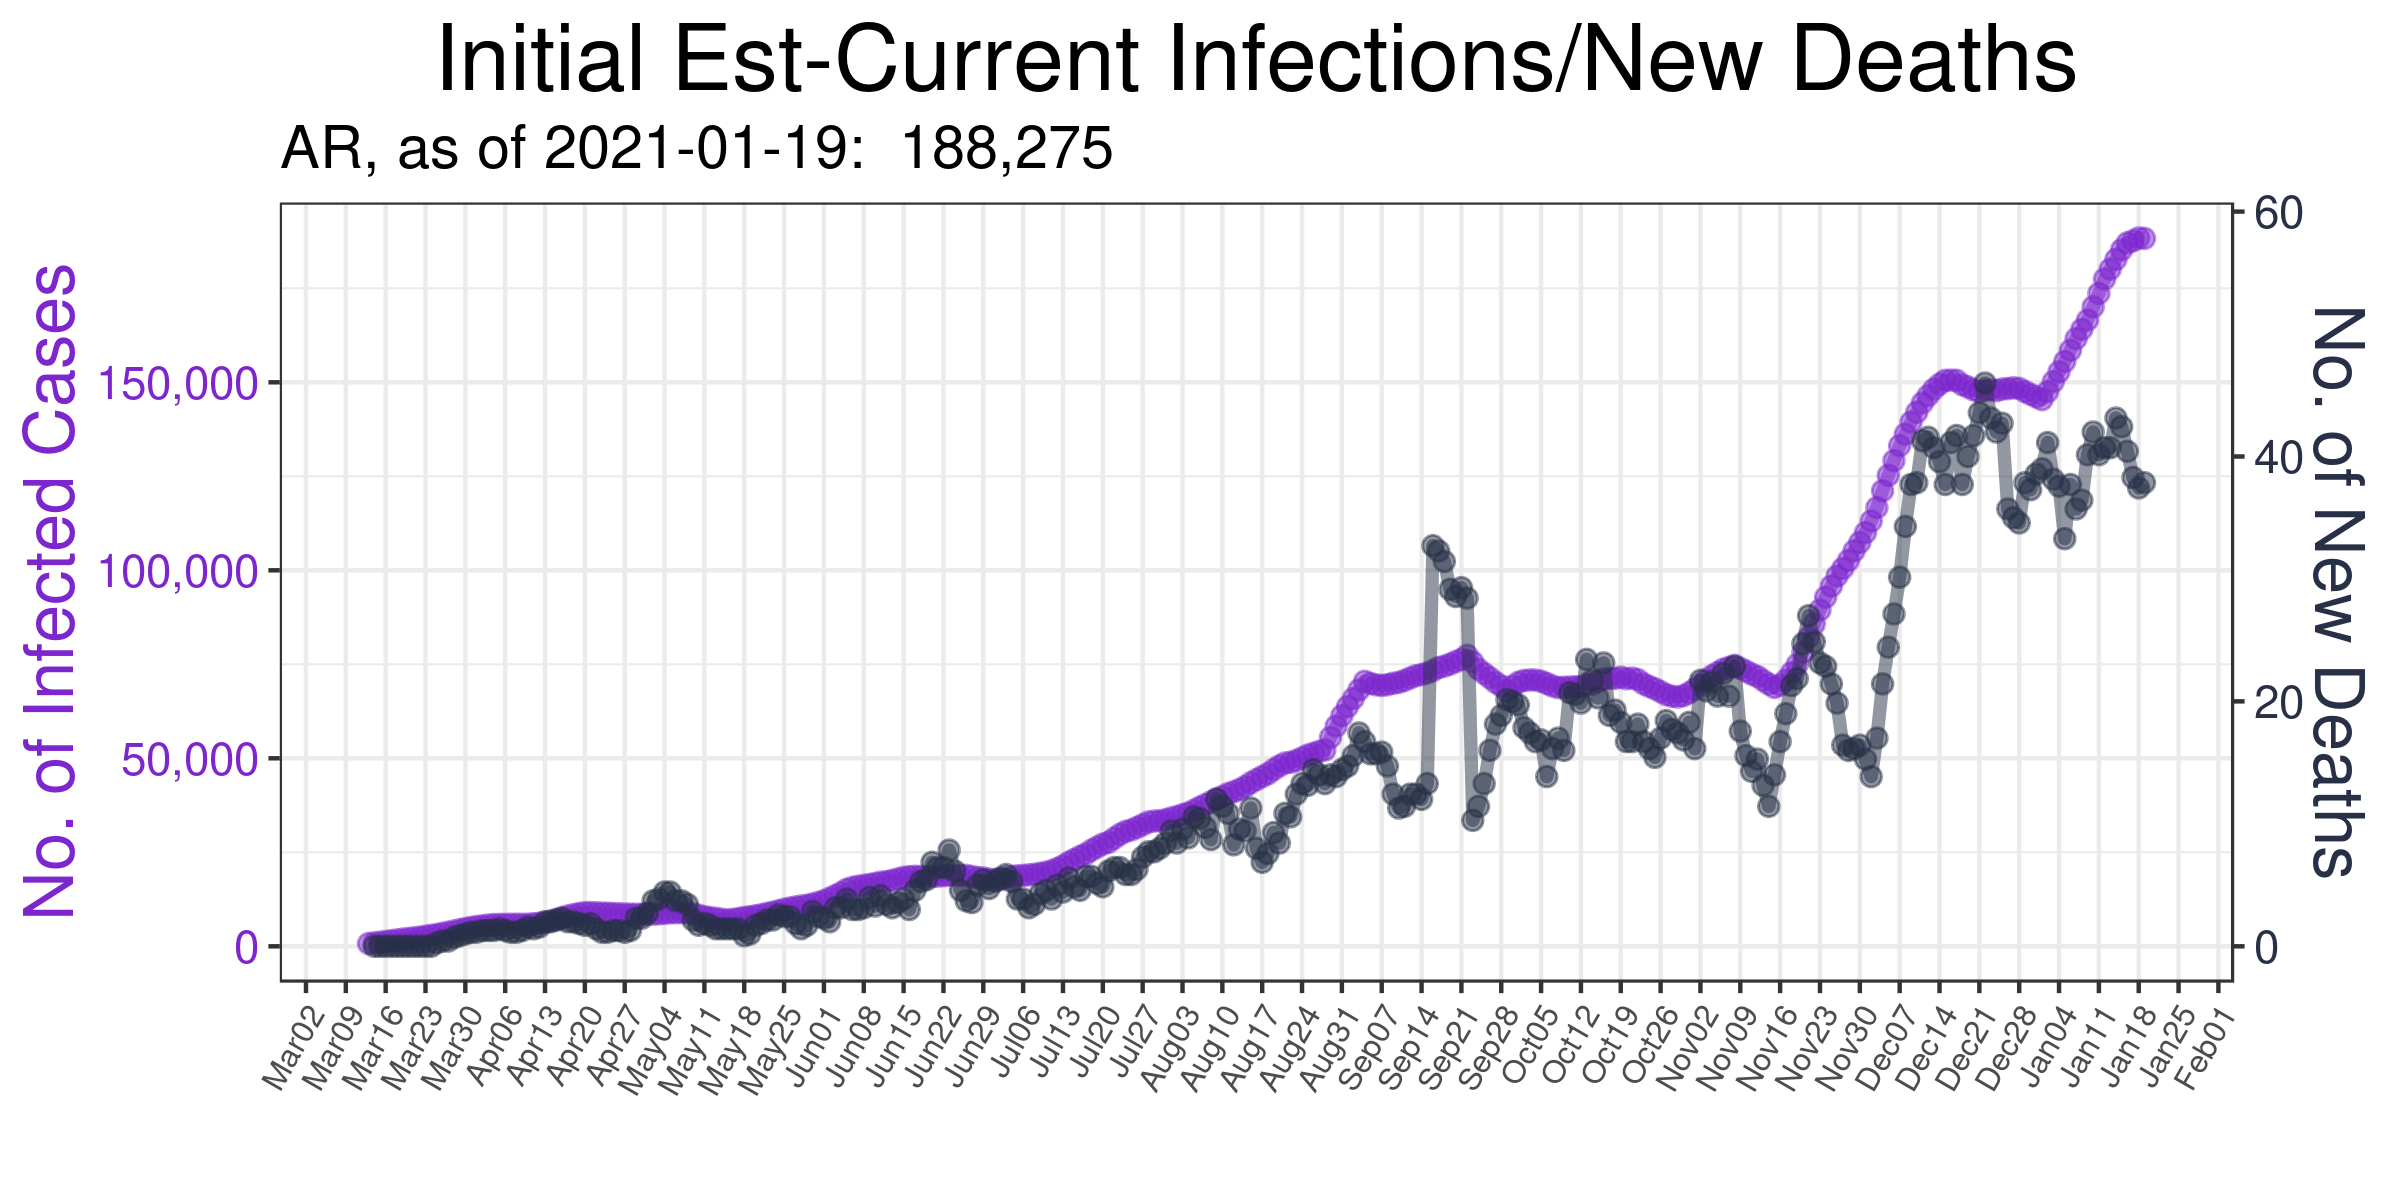 Initial Est-Current Infections/New Deaths
AR, as of 2021-01-19:  188,275
No. of Infected Cases
150,000
100,000
50,000
0
60
40
20
0
No. of New Deaths
Mar02
Mar09
Mar16
Mar23
Mar30
Apr06
Apr13
Apr20
Apr27
May04
May11
May18
May25
Jun01
Jun08
Jun15
Jun22
Jun29
Jul06
Jul13
Jul20
Jul27
Aug03
Aug10
Aug17
Aug24
Aug31
Sep07
Sep14
Sep21
Sep28
Oct05
Oct12
Oct19
Oct26
Nov02
Nov09
Nov16
Nov23
Nov30
Dec07
Dec14
Dec21
Dec28
Jan04
Jan11
Jan18
Jan25
Feb01